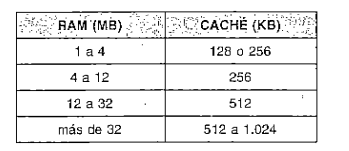 RAM (MB) CACHÉ (KB)
1 a 4 128 o 256
4 a 12 256
12 a 32 512
más de 32 512 a 1.024